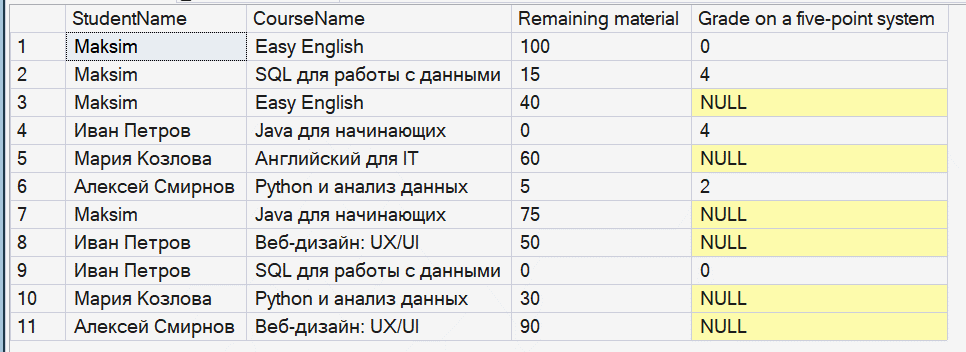 StudentName CourseName Remaining material Grade on a five-point system
1 Maksim Easy English 100 0
2 Maksim SQL для работы с данными 15 4
3 Maksim Easy English 40 NULL
4 Иван Петров Java для начинающих 0 4
5 Мария Козлова Английский для IT 60 NULL
6 Алексей Смирнов Python и анализ данных 5 2
7 Maksim Java для начинающих 75 NULL
8 Иван Петров Веб-дизайн: UX/UI 50 NULL
9 Иван Петров SQL для работы с данными 0 0
10 Мария Козлова Python и анализ данных 30 NULL
11 Алексей Смирнов Веб-дизайн: UX/UI 90 NULL